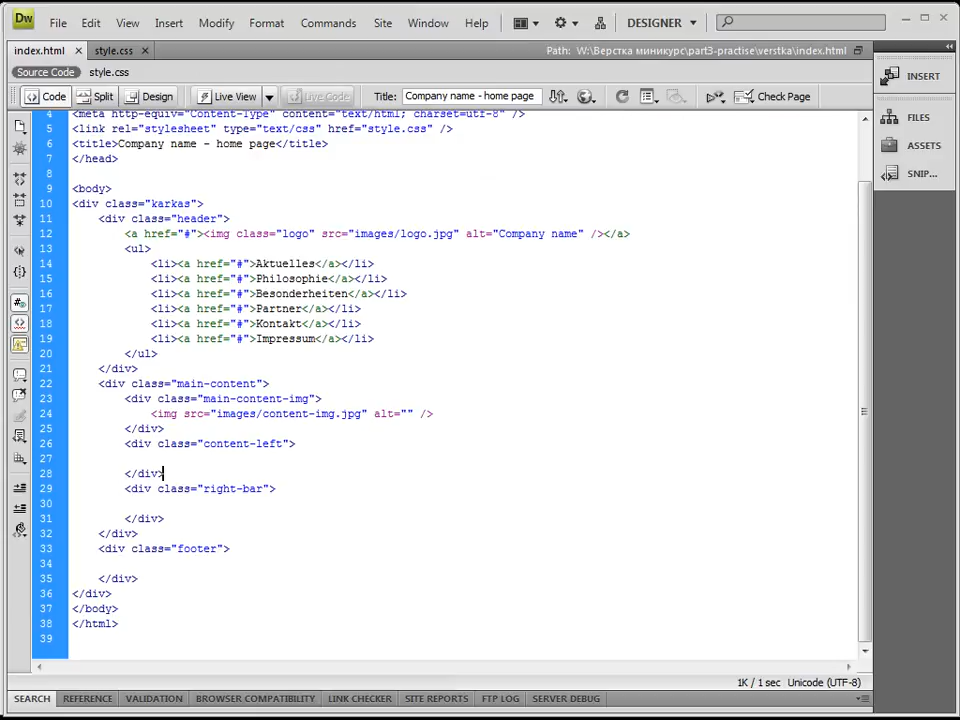 Dw File Edit View Insert Modify Format Commands Site Window Help DESIGNER
index.html style.css Path: W:\Верстка миникурс\part3-practise\verstka\index.html
Source Code style.css
Code Split Design Live View Live Code Title: Company name - home page Check Page
INSERT
FILES
ASSETS
SNIP...
4 <meta http-equiv="Content-Type" content="text/html; charset=utf-8" />
5 <link rel="stylesheet" type="text/css" href="style.css" />
6 <title>Company name - home page</title>
7 </head>
8
9 <body>
10 <div class="karkas">
11 <div class="header">
12 <a href="#"><img class="logo" src="images/logo.jpg" alt="Company name" /></a>
13 <ul>
14 <li><a href="#">Aktuelles</a></li>
15 <li><a href="#">Philosophie</a></li>
16 <li><a href="#">Besonderheiten</a></li>
17 <li><a href="#">Partner</a></li>
18 <li><a href="#">Kontakt</a></li>
19 <li><a href="#">Impressum</a></li>
20 </ul>
21 </div>
22 <div class="main-content">
23 <div class="main-content-img">
24 <img src="images/content-img.jpg" alt="" />
25 </div>
26 <div class="content-left">
27
28 </div>
29 <div class="right-bar">
30
31 </div>
32 </div>
33 <div class="footer">
34
35 </div>
36 </div>
37 </body>
38 </html>
39
1K / 1 sec Unicode (UTF-8)
SEARCH REFERENCE VALIDATION BROWSER COMPATIBILITY LINK CHECKER SITE REPORTS FTP LOG SERVER DEBUG